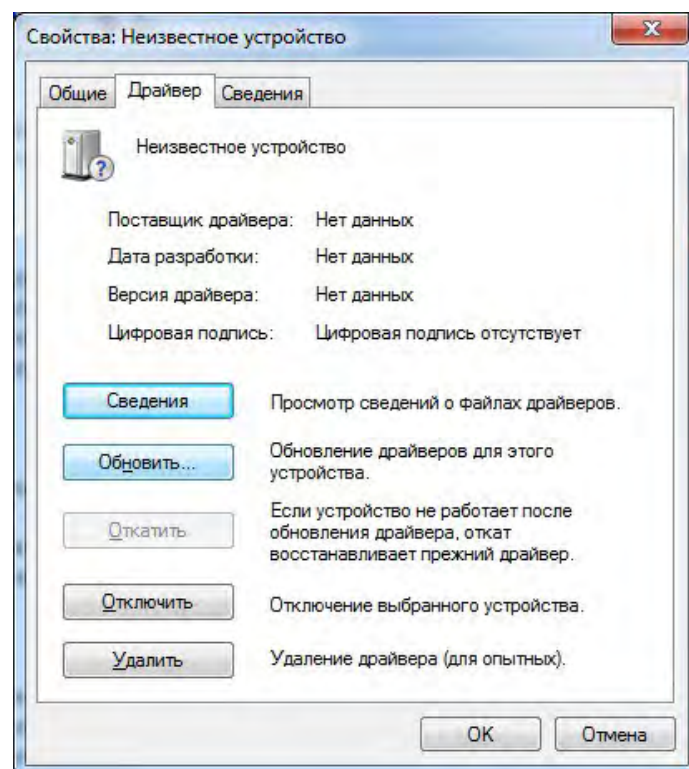 Свойства: Неизвестное устройство
Общие Драйвер Сведения
Неизвестное устройство
Поставщик драйвера: Нет данных
Дата разработки: Нет данных
Версия драйвера: Нет данных
Цифровая подпись: Цифровая подпись отсутствует
Сведения Просмотр сведений о файлах драйверов.
Обновить... Обновление драйверов для этого
устройства.
Откатить Если устройство не работает после
обновления драйвера, откат
восстанавливает прежний драйвер.
Отключить Отключение выбранного устройства.
Удалить Удаление драйвера (для опытных).
OK Отмена